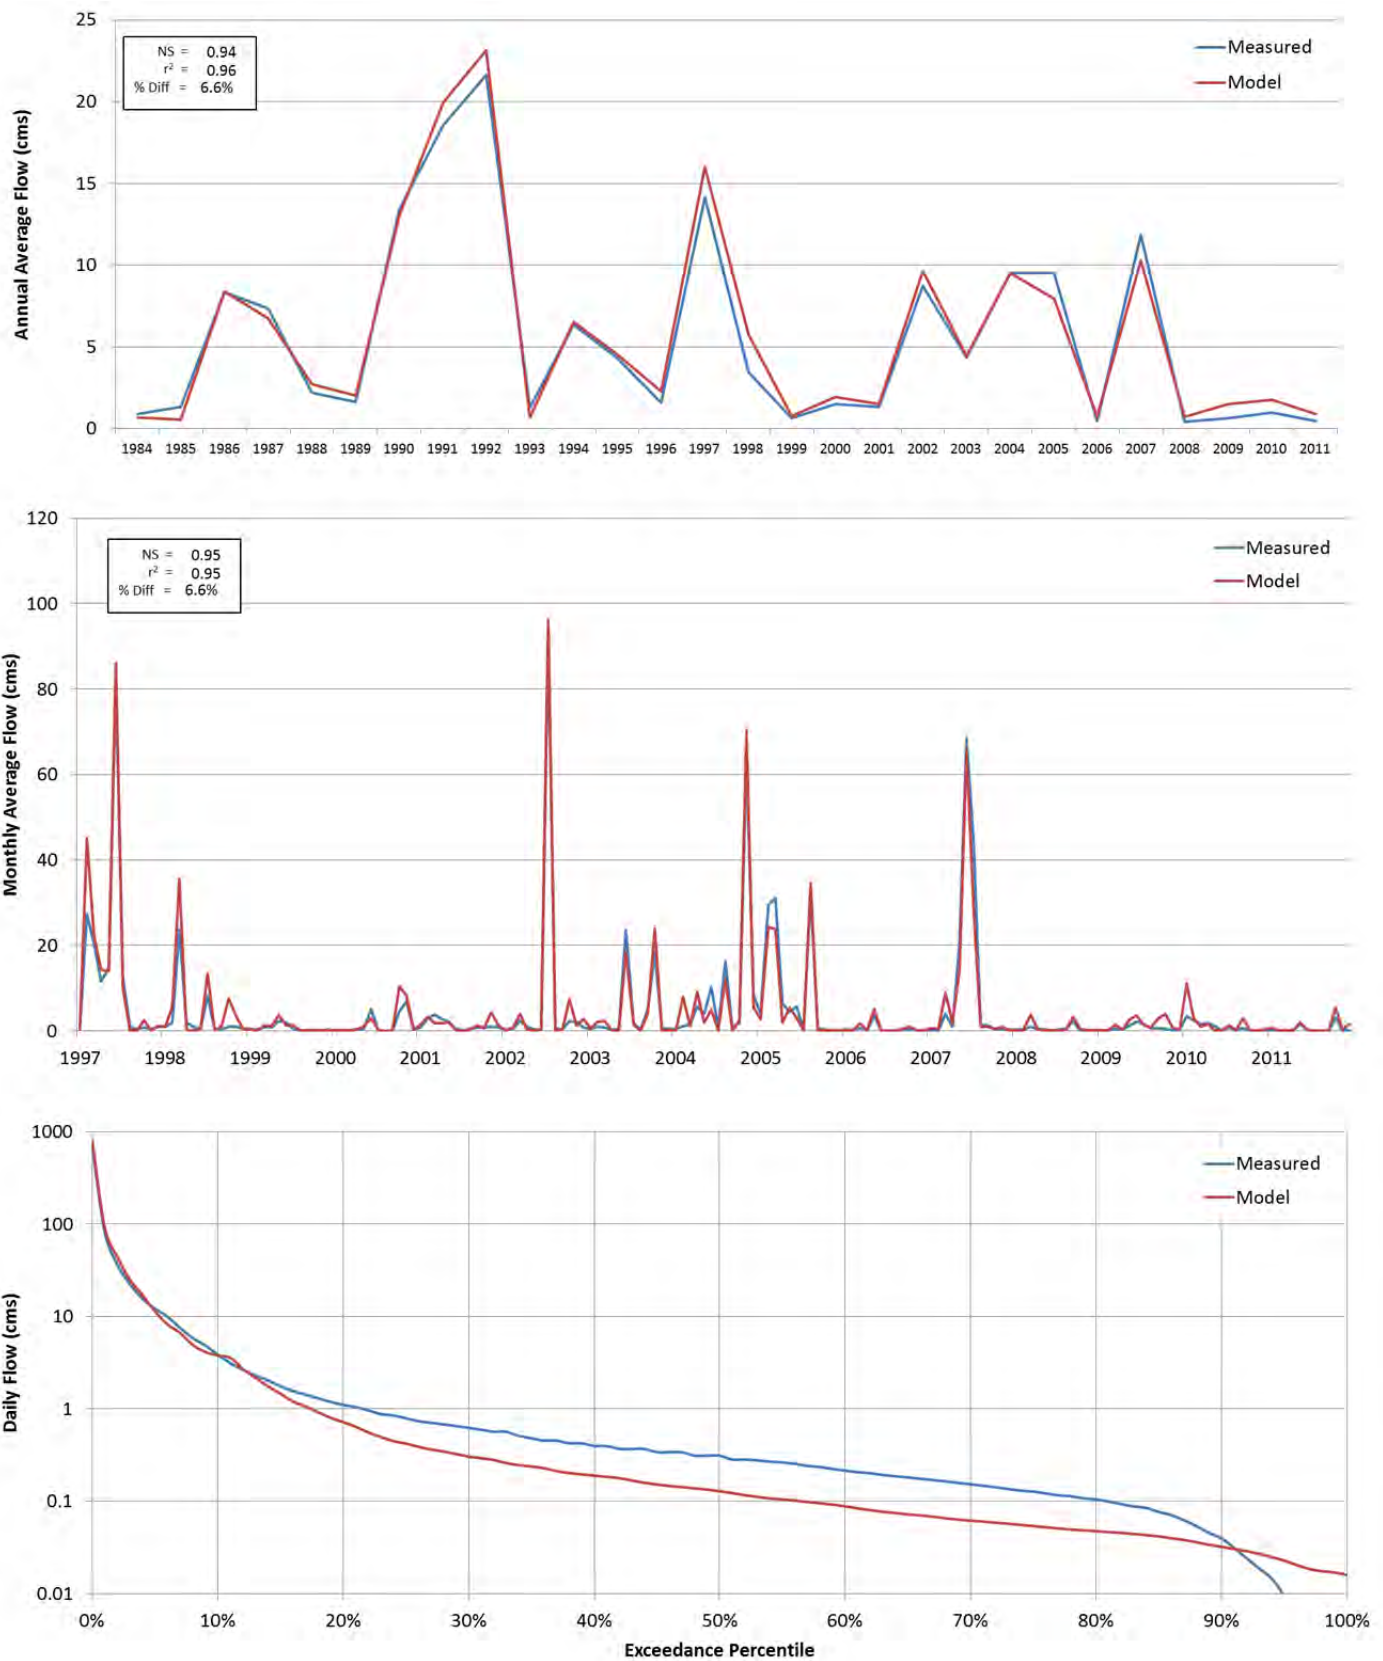 25
20
15
10
5
0
Annual Average Flow (cms)
NS = 0.94
r² = 0.96
% Diff = 6.6%
Measured
Model
1984 1985 1986 1987 1988 1989 1990 1991 1992 1993 1994 1995 1996 1997 1998 1999 2000 2001 2002 2003 2004 2005 2006 2007 2008 2009 2010 2011
120
100
80
60
40
20
0
Monthly Average Flow (cms)
NS = 0.95
r² = 0.95
% Diff = 6.6%
Measured
Model
1997 1998 1999 2000 2001 2002 2003 2004 2005 2006 2007 2008 2009 2010 2011
1000
100
10
1
0.1
0.01
Daily Flow (cms)
Measured
Model
0% 10% 20% 30% 40% 50% 60% 70% 80% 90% 100%
Exceedance Percentile